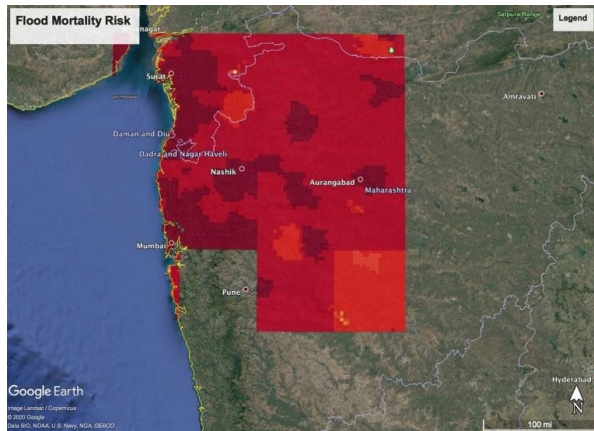 Flood Mortality Risk
Legend
Satpura Range
Surat
Amravati
Daman and Diu
Dadra and Nagar Haveli
Nashik
Aurangabad
Maharashtra
Mumbai
Pune
Hyderabad
Google Earth
N
Image Landsat / Copernicus
© 2020 Google
Data SIO, NOAA, U.S. Navy, NGA, GEBCO
100 mi